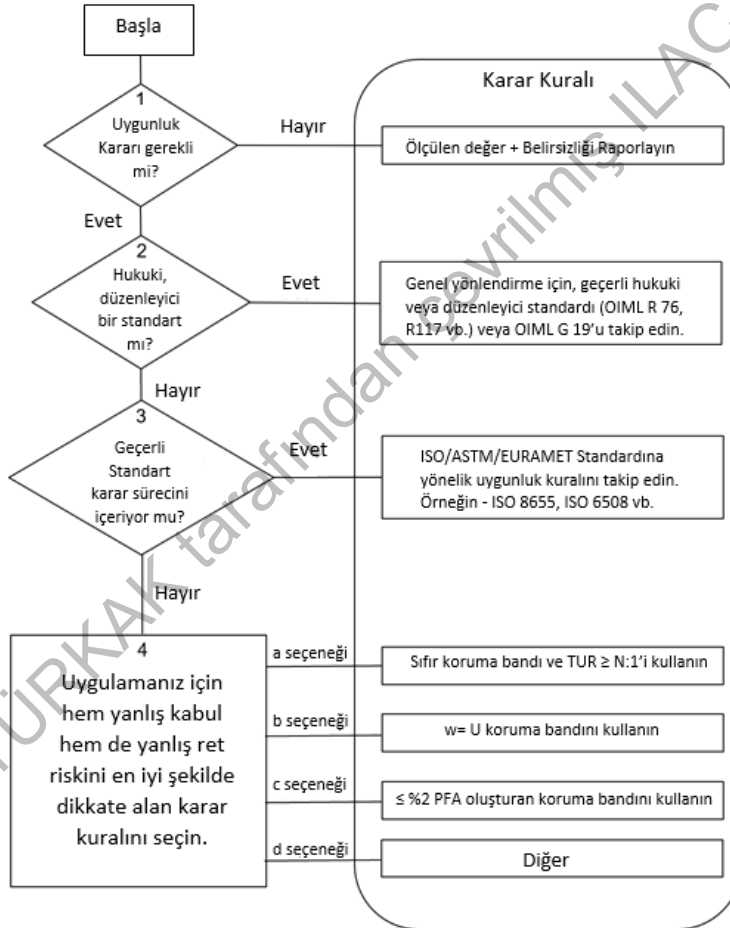 Başla
Karar Kuralı
1
Uygunluk
Kararı gerekli
mi?
Hayır
Ölçülen değer + Belirsizliği Raporlayın
Evet
2
Hukuki,
düzenleyici
bir standart
mı?
Evet
Genel yönlendirme için, geçerli hukuki
veya düzenleyici standardı (OIML R 76,
R117 vb.) veya OIML G 19'u takip edin.
Hayır
3
Geçerli
Standart
karar sürecini
içeriyor mu?
Evet
ISO/ASTM/EURAMET Standardına
yönelik uygunluk kuralını takip edin.
Örneğin - ISO 8655, ISO 6508 vb.
Hayır
4
Uygulamanız için
hem yanlış kabul
hem de yanlış ret
riskini en iyi şekilde
dikkate alan karar
kuralını seçin.
a seçeneği
Sıfır koruma bandı ve TUR ≥ N:1'i kullanın
b seçeneği
w= U koruma bandını kullanın
c seçeneği
≤ %2 PFA oluşturan koruma bandını kullanın
d seçeneği
Diğer
TÜRKAK tarafından çevrilmiş ILAC